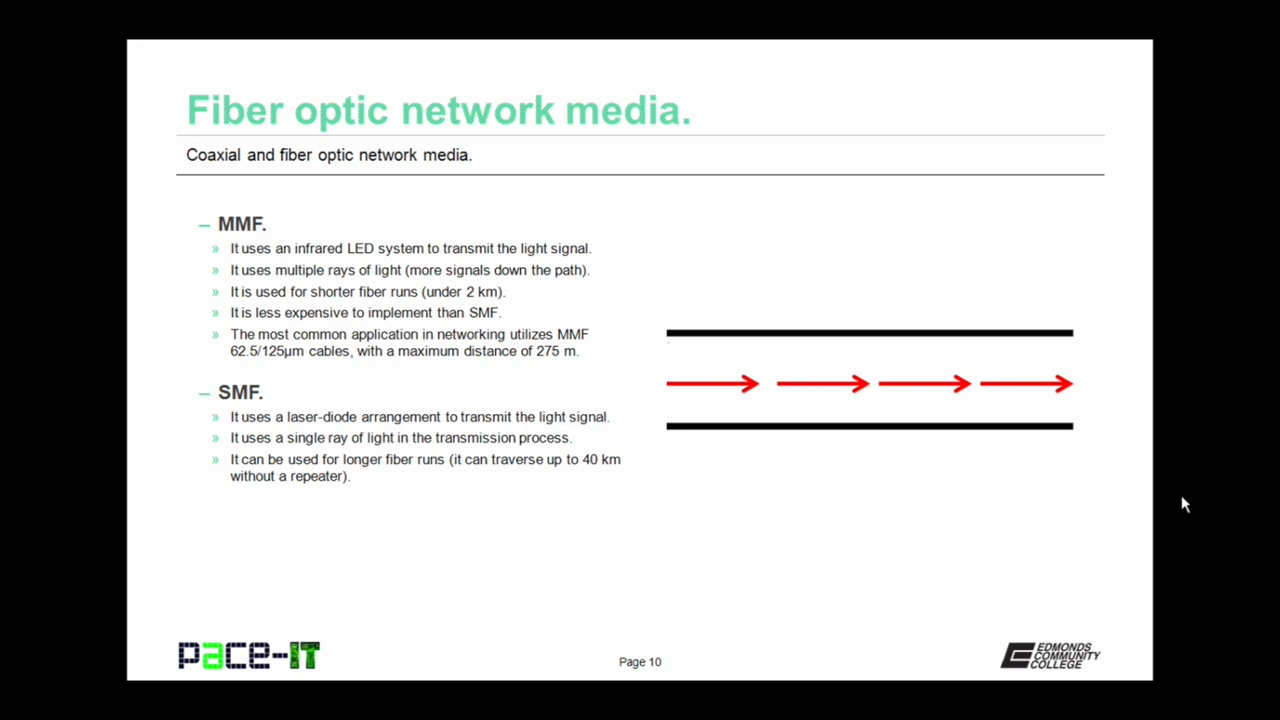 Fiber optic network media.
Coaxial and fiber optic network media.
– MMF.
» It uses an infrared LED system to transmit the light signal.
» It uses multiple rays of light (more signals down the path).
» It is used for shorter fiber runs (under 2 km).
» It is less expensive to implement than SMF.
» The most common application in networking utilizes MMF
62.5/125µm cables, with a maximum distance of 275 m.
– SMF.
» It uses a laser-diode arrangement to transmit the light signal.
» It uses a single ray of light in the transmission process.
» It can be used for longer fiber runs (it can traverse up to 40 km
without a repeater).
pace-IT
Page 10
EDMONDS
COMMUNITY
COLLEGE